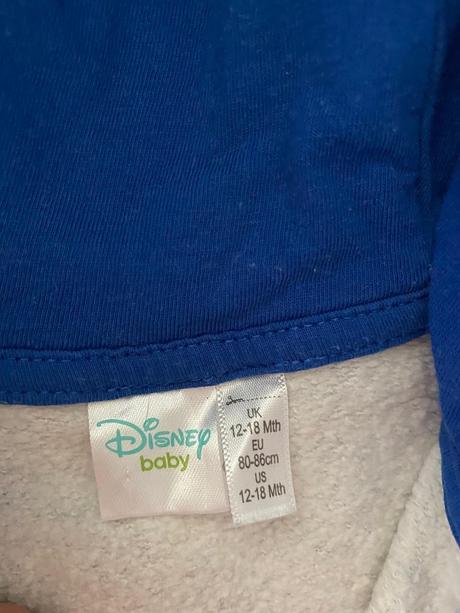 Disney
baby
UK
12-18 Mth
EU
80-86cm
US
12-18 Mth